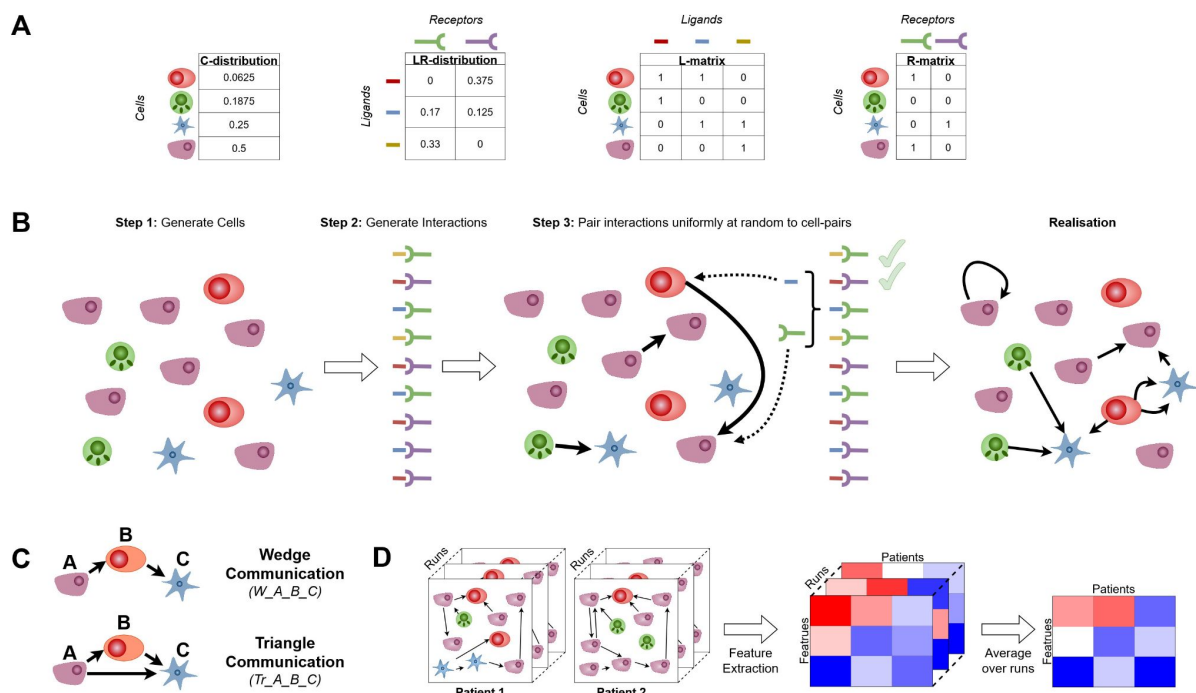 A
Cells
C-distribution
0.0625
0.1875
0.25
0.5
Receptors
Ligands
LR-distribution
0 0.375
0.17 0.125
0.33 0
Ligands
Cells
L-matrix
1 1 0
1 0 0
0 1 1
0 0 1
Receptors
Cells
R-matrix
1 0
0 0
0 1
1 0
B
Step 1: Generate Cells
Step 2: Generate Interactions
Step 3: Pair interactions uniformly at random to cell-pairs
Realisation
C
A
B
C
Wedge
Communication
(W_A_B_C)
A
B
C
Triangle
Communication
(Tr_A_B_C)
D
Runs
Patient 1
Runs
Patient 2
Feature
Extraction
Patients
Runs
Featrues
Average
over runs
Patients
Featrues